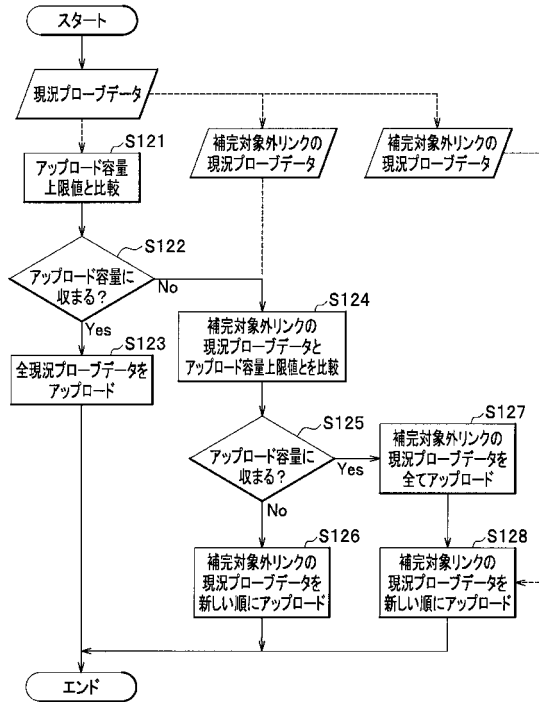 スタート
現況プローブデータ
補完対象外リンクの
現況プローブデータ
補完対象外リンクの
現況プローブデータ
S121
アップロード容量
上限値と比較
S122
アップロード容量に
収まる?
No
Yes
S123
全現況プローブデータを
アップロード
S124
補完対象外リンクの
現況プローブデータと
アップロード容量上限値とを比較
S125
アップロード容量に
収まる?
Yes
No
S127
補完対象外リンクの
現況プローブデータを
全てアップロード
S126
補完対象外リンクの
現況プローブデータを
新しい順にアップロード
S128
補完対象リンクの
現況プローブデータを
新しい順にアップロード
エンド